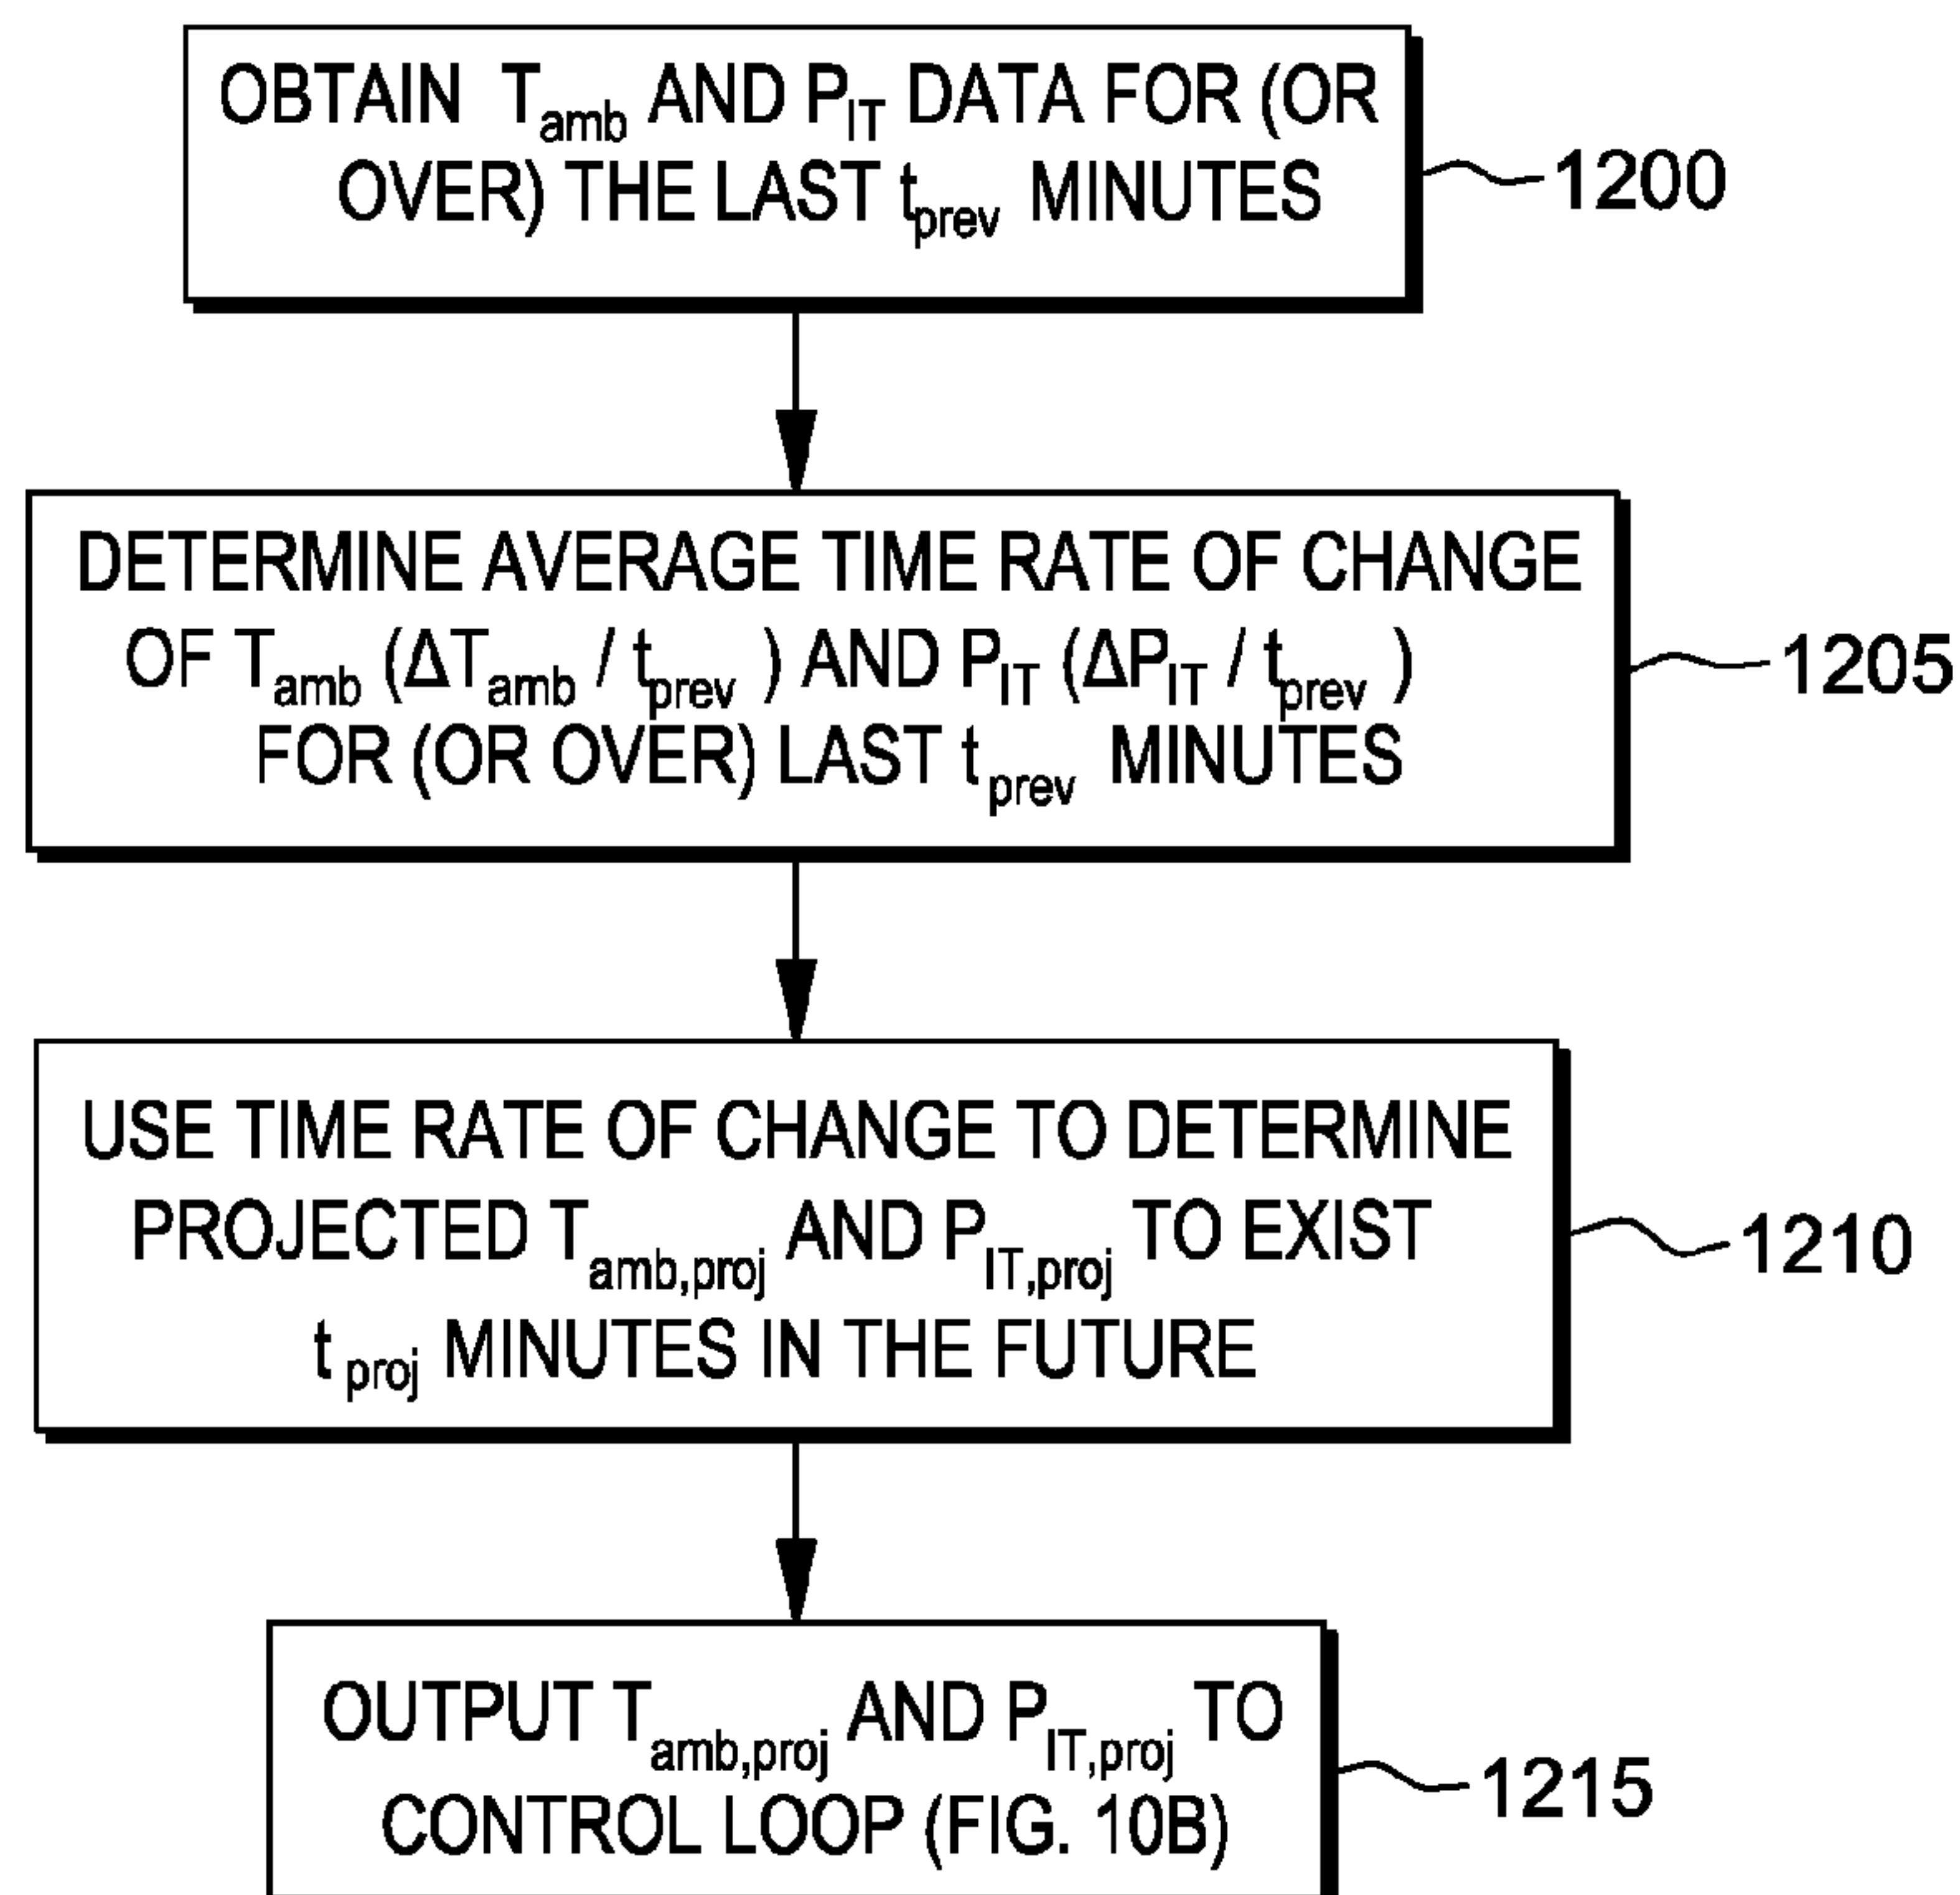 OBTAIN T_amb AND P_IT DATA FOR (OR
OVER) THE LAST t_prev MINUTES
1200
DETERMINE AVERAGE TIME RATE OF CHANGE
OF T_amb (ΔT_amb / t_prev ) AND P_IT (ΔP_IT / t_prev )
FOR (OR OVER) LAST t_prev MINUTES
1205
USE TIME RATE OF CHANGE TO DETERMINE
PROJECTED T_amb,proj AND P_IT,proj TO EXIST
t_proj MINUTES IN THE FUTURE
1210
OUTPUT T_amb,proj AND P_IT,proj TO
CONTROL LOOP (FIG. 10B)
1215